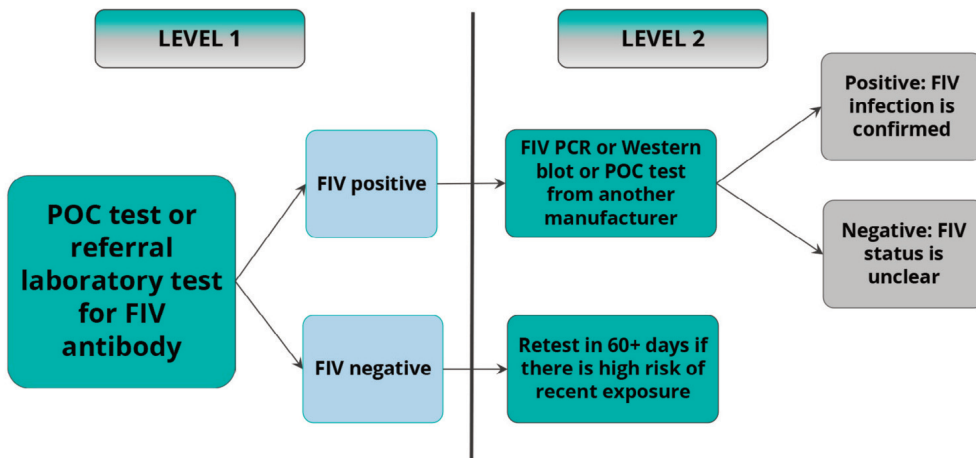 LEVEL 1
LEVEL 2
POC test or
referral
laboratory test
for FIV
antibody
FIV positive
FIV negative
FIV PCR or Western
blot or POC test
from another
manufacturer
Retest in 60+ days if
there is high risk of
recent exposure
Positive: FIV
infection is
confirmed
Negative: FIV
status is
unclear